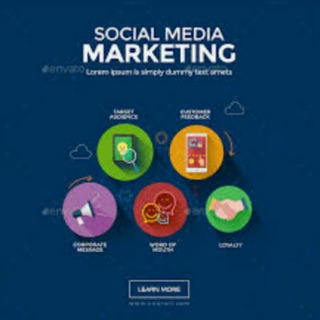 SOCIAL MEDIA
MARKETING
Lorem ipsum is simply dummy text amets
TARGET
AUDIENCE
CUSTOMER
FEEDBACK
CORPORATE
MESSAGE
WORD OF
MOUTH
LOYALTY
LEARN MORE
envato